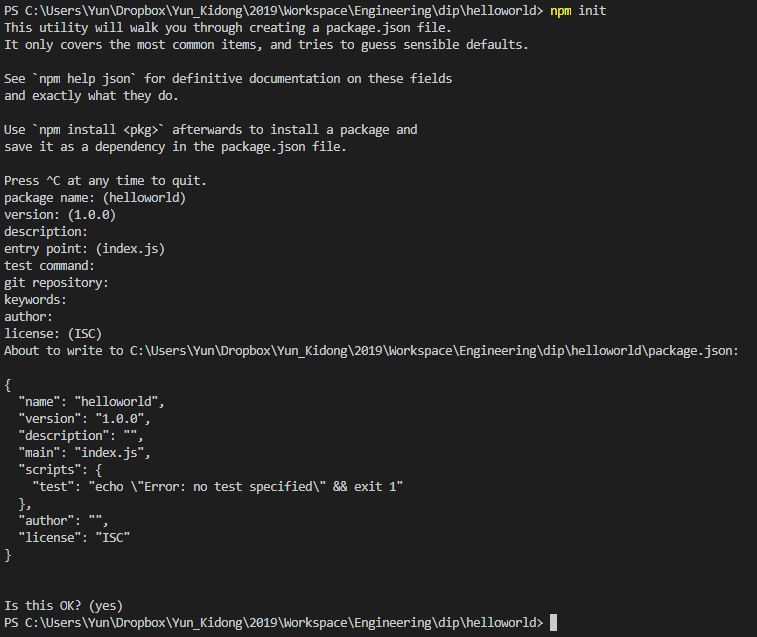 PS C:\Users\Yun\Dropbox\Yun_Kidong\2019\Workspace\Engineering\dip\helloworld> npm init
This utility will walk you through creating a package.json file.
It only covers the most common items, and tries to guess sensible defaults.

See `npm help json` for definitive documentation on these fields
and exactly what they do.

Use `npm install <pkg>` afterwards to install a package and
save it as a dependency in the package.json file.

Press ^C at any time to quit.
package name: (helloworld)
version: (1.0.0)
description:
entry point: (index.js)
test command:
git repository:
keywords:
author:
license: (ISC)
About to write to C:\Users\Yun\Dropbox\Yun_Kidong\2019\Workspace\Engineering\dip\helloworld\package.json:

{
  "name": "helloworld",
  "version": "1.0.0",
  "description": "",
  "main": "index.js",
  "scripts": {
    "test": "echo \"Error: no test specified\" && exit 1"
  },
  "author": "",
  "license": "ISC"
}


Is this OK? (yes)
PS C:\Users\Yun\Dropbox\Yun_Kidong\2019\Workspace\Engineering\dip\helloworld>